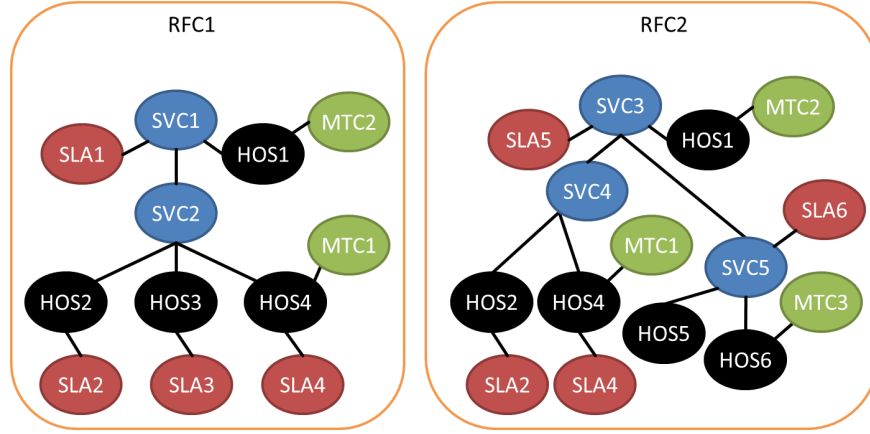 RFC1
SVC1
MTC2
SLA1
HOS1
SVC2
MTC1
HOS2
HOS3
HOS4
SLA2
SLA3
SLA4
RFC2
SVC3
MTC2
SLA5
HOS1
SVC4
SLA6
MTC1
SVC5
HOS2
HOS4
MTC3
HOS5
HOS6
SLA2
SLA4